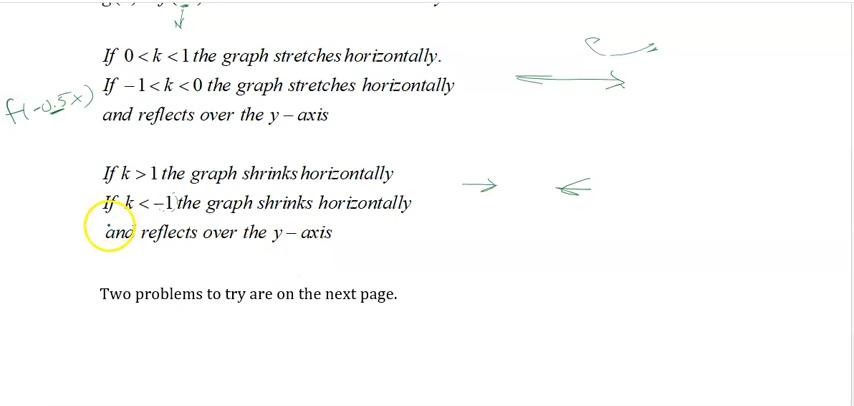 If 0 < k < 1 the graph stretches horizontally.
If −1 < k < 0 the graph stretches horizontally
f(-0.5x)
and reflects over the y − axis
If k > 1 the graph shrinks horizontally
If k < −1 the graph shrinks horizontally
and reflects over the y − axis
Two problems to try are on the next page.